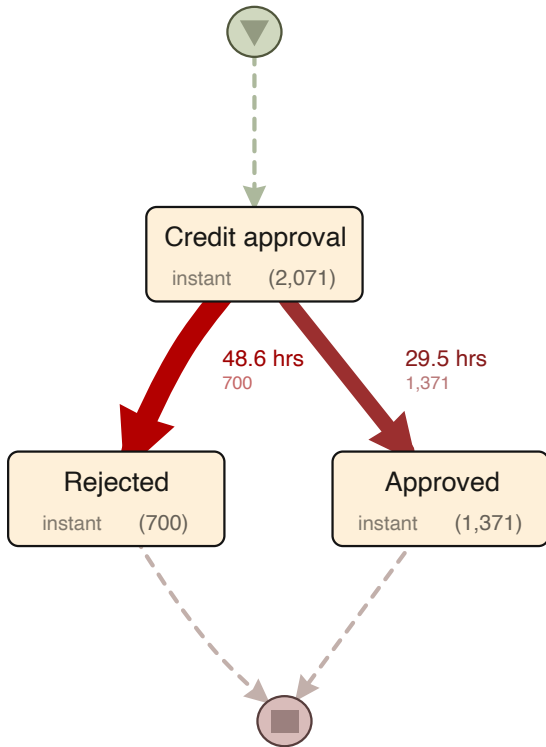 Credit approval
instant (2,071)
48.6 hrs
700
29.5 hrs
1,371
Rejected
instant (700)
Approved
instant (1,371)